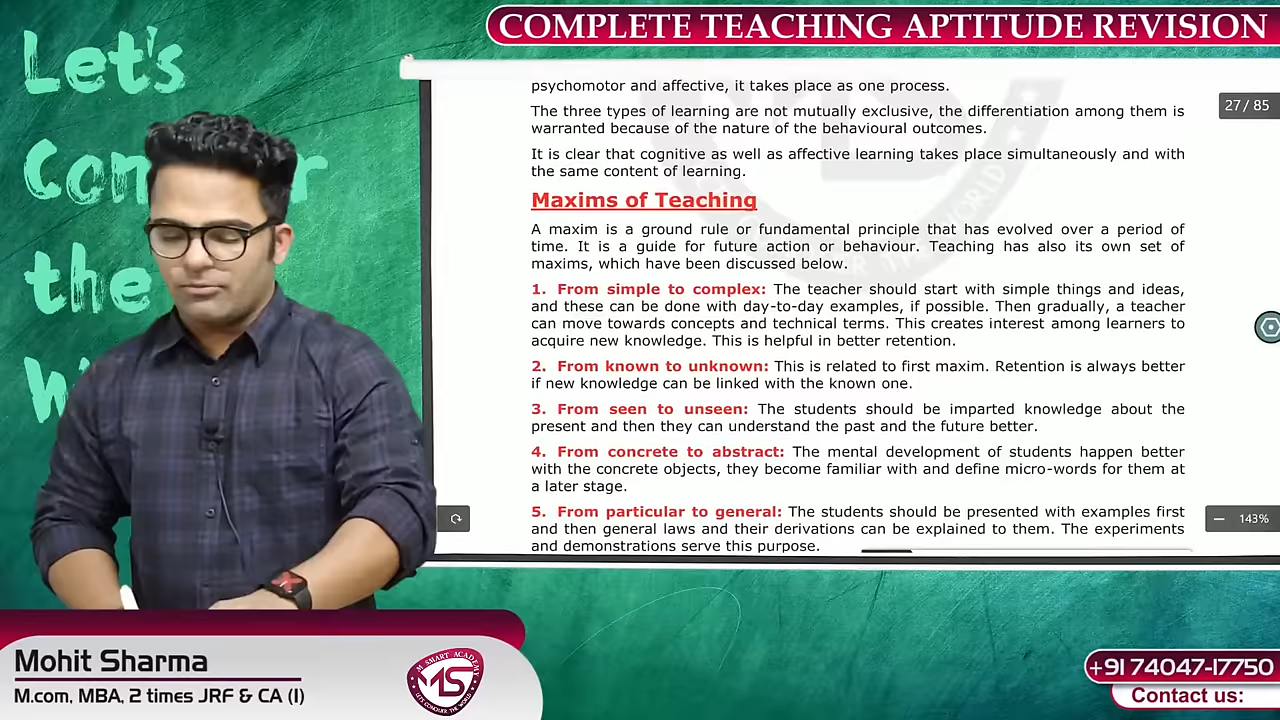 COMPLETE TEACHING APTITUDE REVISION
Let's
Con r
the
psychomotor and affective, it takes place as one process.
27 / 85
The three types of learning are not mutually exclusive, the differentiation among them is
warranted because of the nature of the behavioural outcomes.
It is clear that cognitive as well as affective learning takes place simultaneously and with
the same content of learning.
Maxims of Teaching
A maxim is a ground rule or fundamental principle that has evolved over a period of
time. It is a guide for future action or behaviour. Teaching has also its own set of
maxims, which have been discussed below.
1. From simple to complex: The teacher should start with simple things and ideas,
and these can be done with day-to-day examples, if possible. Then gradually, a teacher
can move towards concepts and technical terms. This creates interest among learners to
acquire new knowledge. This is helpful in better retention.
2. From known to unknown: This is related to first maxim. Retention is always better
if new knowledge can be linked with the known one.
3. From seen to unseen: The students should be imparted knowledge about the
present and then they can understand the past and the future better.
4. From concrete to abstract: The mental development of students happen better
with the concrete objects, they become familiar with and define micro-words for them at
a later stage.
5. From particular to general: The students should be presented with examples first
and then general laws and their derivations can be explained to them. The experiments
and demonstrations serve this purpose.
143%
Mohit Sharma
M.com, MBA, 2 times JRF & CA (I)
M SMART ACADEMY
MS
LET'S CONQUER THE WORLD
+91 74047-17750
Contact us: